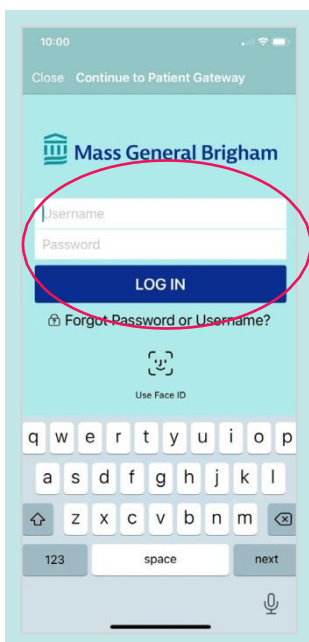 10:00
Close Continue to Patient Gateway
Mass General Brigham
Username
Password
LOG IN
Forgot Password or Username?
Use Face ID
q w e r t y u i o p
a s d f g h j k l
z x c v b n m
123 space next